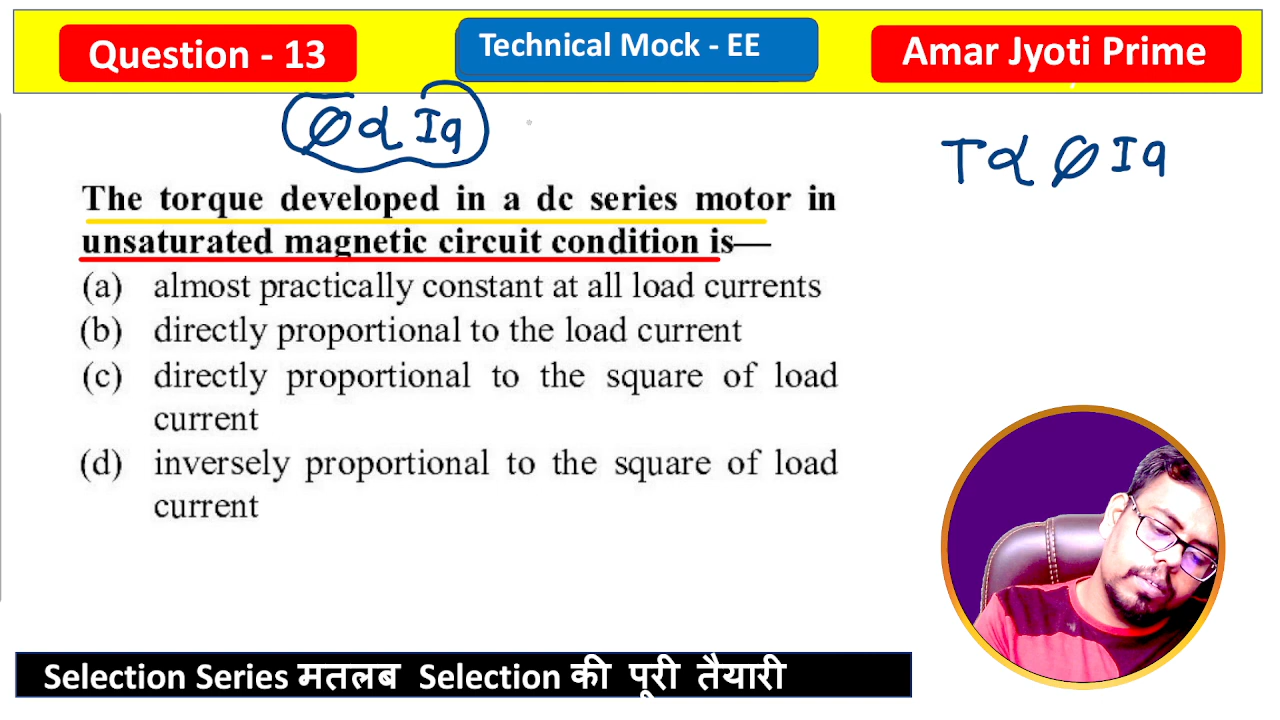 Question - 13
Technical Mock - EE
Amar Jyoti Prime
Φ ∝ Ia
T ∝ Φ Ia
The torque developed in a dc series motor in
unsaturated magnetic circuit condition is—
(a) almost practically constant at all load currents
(b) directly proportional to the load current
(c) directly proportional to the square of load
current
(d) inversely proportional to the square of load
current
Selection Series मतलब Selection की पूरी तैयारी